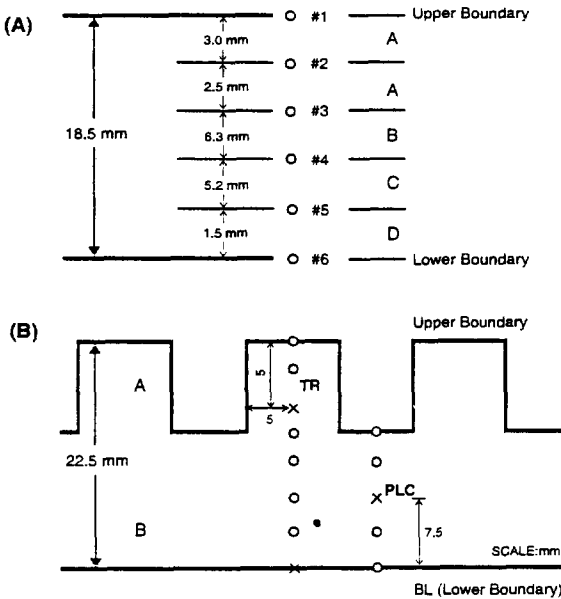 (A)
#1 Upper Boundary
3.0 mm A
#2
2.5 mm A
#3
18.5 mm 6.3 mm B
#4
5.2 mm C
#5
1.5 mm D
#6 Lower Boundary
(B)
Upper Boundary
A 5 TR
5
22.5 mm
PLC
B 7.5
SCALE:mm
BL (Lower Boundary)